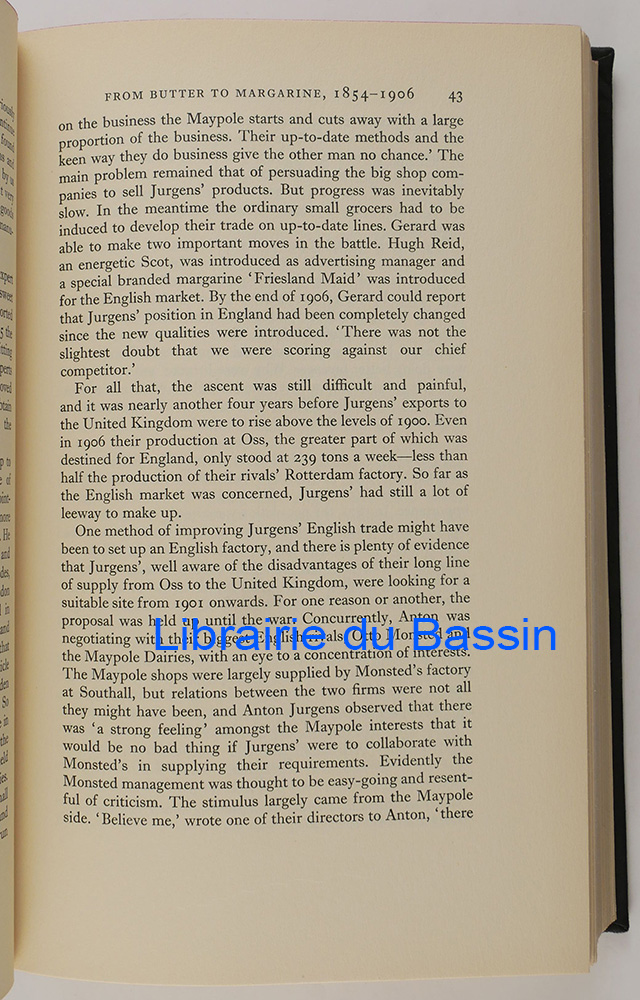 FROM BUTTER TO MARGARINE, 1854–1906 43
on the business the Maypole starts and cuts away with a large
proportion of the business. Their up-to-date methods and the
keen way they do business give the other man no chance.' The
main problem remained that of persuading the big shop com-
panies to sell Jurgens' products. But progress was inevitably
slow. In the meantime the ordinary small grocers had to be
induced to develop their trade on up-to-date lines. Gerard was
able to make two important moves in the battle. Hugh Reid,
an energetic Scot, was introduced as advertising manager and
a special branded margarine 'Friesland Maid' was introduced
for the English market. By the end of 1906, Gerard could report
that Jurgens' position in England had been completely changed
since the new qualities were introduced. 'There was not the
slightest doubt that we were scoring against our chief
competitor.'
For all that, the ascent was still difficult and painful,
and it was nearly another four years before Jurgens' exports to
the United Kingdom were to rise above the levels of 1900. Even
in 1906 their production at Oss, the greater part of which was
destined for England, only stood at 239 tons a week—less than
half the production of their rivals' Rotterdam factory. So far as
the English market was concerned, Jurgens' had still a lot of
leeway to make up.
One method of improving Jurgens' English trade might have
been to set up an English factory, and there is plenty of evidence
that Jurgens', well aware of the disadvantages of their long line
of supply from Oss to the United Kingdom, were looking for a
suitable site from 1901 onwards. For one reason or another, the
proposal was held up until the war. Concurrently, Anton was
negotiating with their biggest English rivals, Otto Monsted and
Librairie du Bassin
the Maypole Dairies, with an eye to a concentration of interests.
The Maypole shops were largely supplied by Monsted's factory
at Southall, but relations between the two firms were not all
they might have been, and Anton Jurgens observed that there
was 'a strong feeling' amongst the Maypole interests that it
would be no bad thing if Jurgens' were to collaborate with
Monsted's in supplying their requirements. Evidently the
Monsted management was thought to be easy-going and resent-
ful of criticism. The stimulus largely came from the Maypole
side. 'Believe me,' wrote one of their directors to Anton, 'there